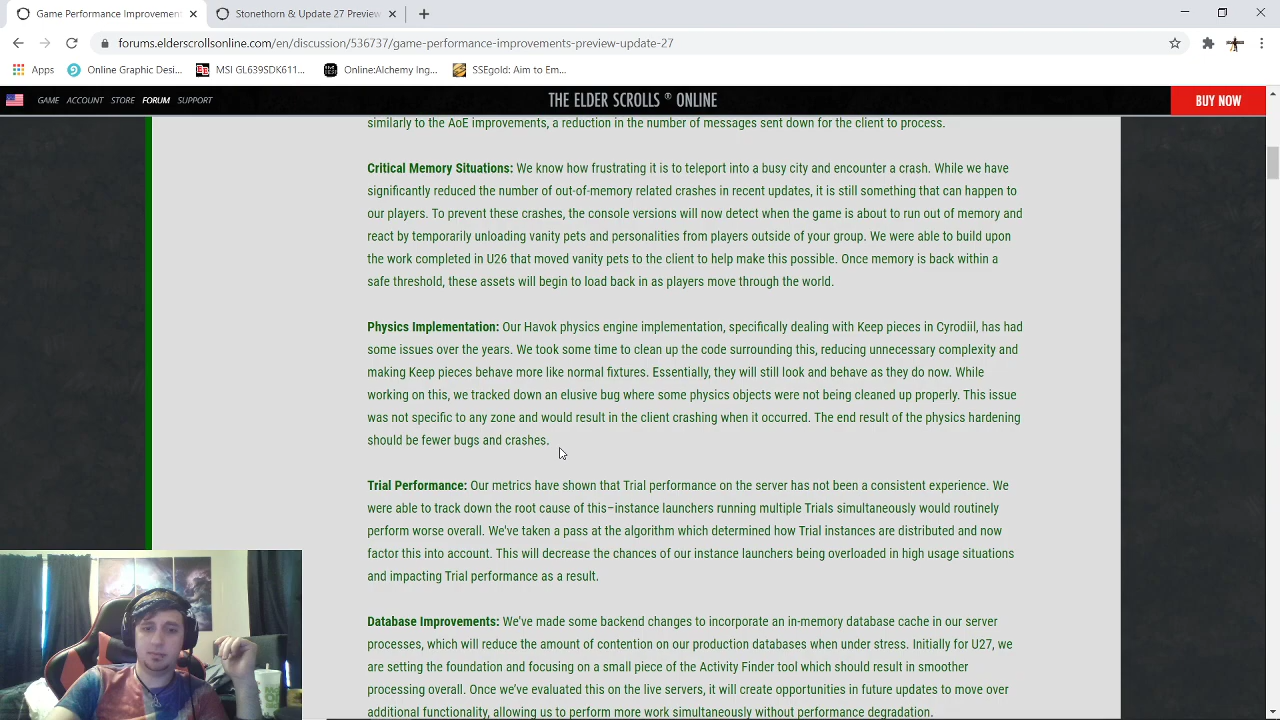 Game Performance Improvement
Stonethorn & Update 27 Preview
forums.elderscrollsonline.com/en/discussion/536737/game-performance-improvements-preview-update-27
Apps
Online Graphic Desi...
MSI GL639SDK611...
Online:Alchemy Ing...
SSEgold: Aim to Em...
GAME ACCOUNT STORE FORUM SUPPORT
THE ELDER SCROLLS ® ONLINE
BUY NOW
similarly to the AoE improvements, a reduction in the number of messages sent down for the client to process.
Critical Memory Situations: We know how frustrating it is to teleport into a busy city and encounter a crash. While we have
significantly reduced the number of out-of-memory related crashes in recent updates, it is still something that can happen to
our players. To prevent these crashes, the console versions will now detect when the game is about to run out of memory and
react by temporarily unloading vanity pets and personalities from players outside of your group. We were able to build upon
the work completed in U26 that moved vanity pets to the client to help make this possible. Once memory is back within a
safe threshold, these assets will begin to load back in as players move through the world.
Physics Implementation: Our Havok physics engine implementation, specifically dealing with Keep pieces in Cyrodiil, has had
some issues over the years. We took some time to clean up the code surrounding this, reducing unnecessary complexity and
making Keep pieces behave more like normal fixtures. Essentially, they will still look and behave as they do now. While
working on this, we tracked down an elusive bug where some physics objects were not being cleaned up properly. This issue
was not specific to any zone and would result in the client crashing when it occurred. The end result of the physics hardening
should be fewer bugs and crashes.
Trial Performance: Our metrics have shown that Trial performance on the server has not been a consistent experience. We
were able to track down the root cause of this–instance launchers running multiple Trials simultaneously would routinely
perform worse overall. We've taken a pass at the algorithm which determined how Trial instances are distributed and now
factor this into account. This will decrease the chances of our instance launchers being overloaded in high usage situations
and impacting Trial performance as a result.
Database Improvements: We've made some backend changes to incorporate an in-memory database cache in our server
processes, which will reduce the amount of contention on our production databases when under stress. Initially for U27, we
are setting the foundation and focusing on a small piece of the Activity Finder tool which should result in smoother
processing overall. Once we've evaluated this on the live servers, it will create opportunities in future updates to move over
additional functionality, allowing us to perform more work simultaneously without performance degradation.